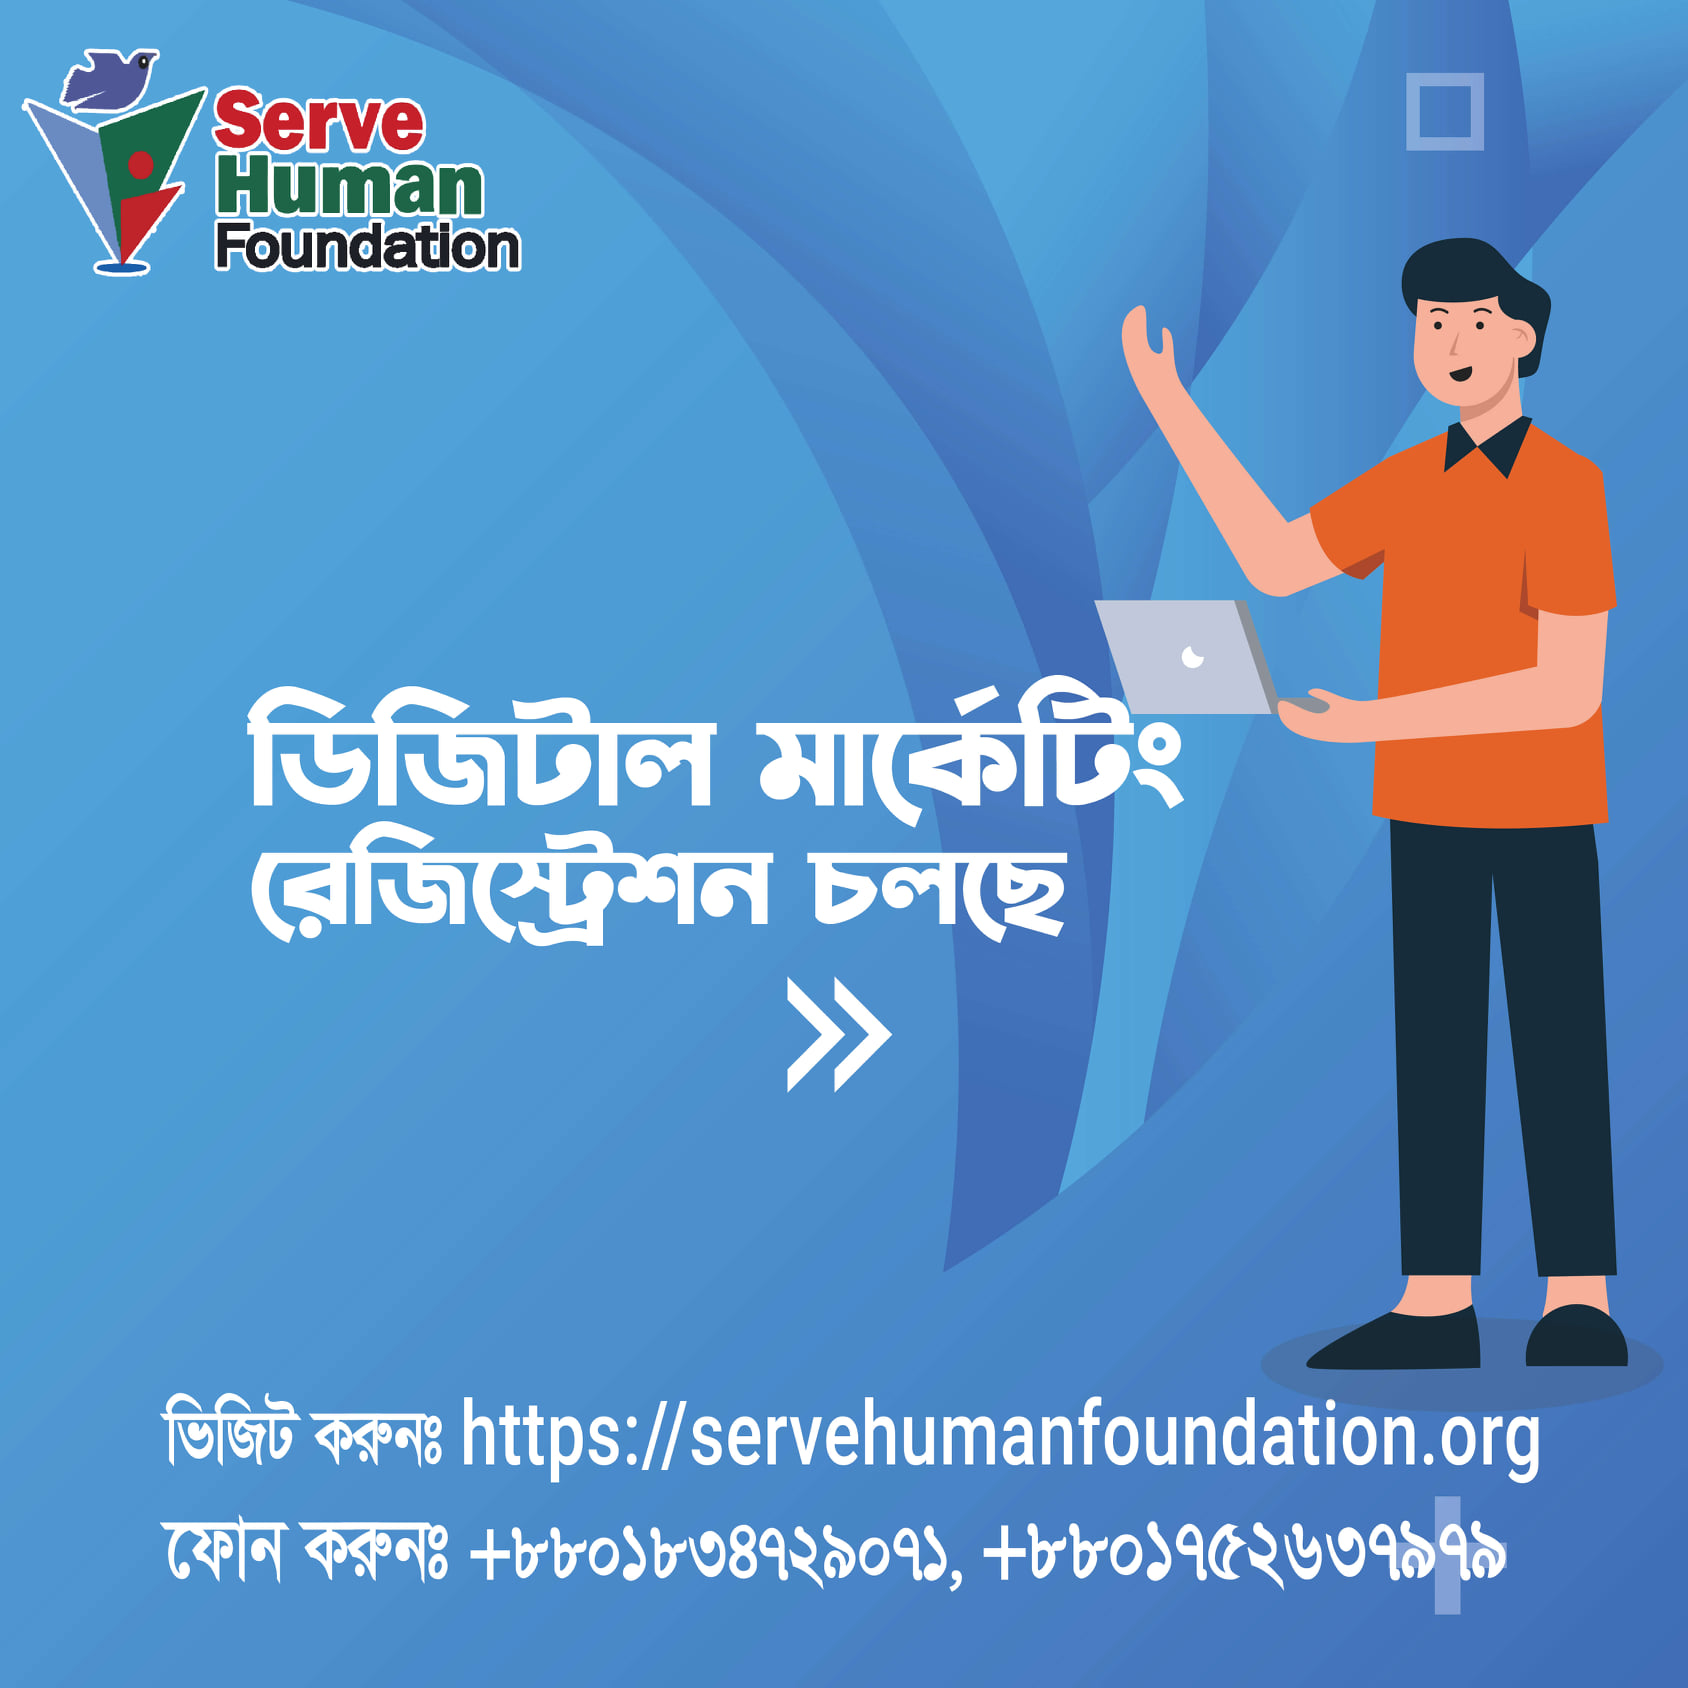 Serve
Human
Foundation
ডিজিটাল মার্কেটিং
রেজিস্ট্রেশন চলছে
ভিজিট করুনঃ https://servehumanfoundation.org
ফোন করুনঃ +৮৮০১৮৩৪৭২৯০৭১, +৮৮০১৭৫২৬৩৭৯৭৯